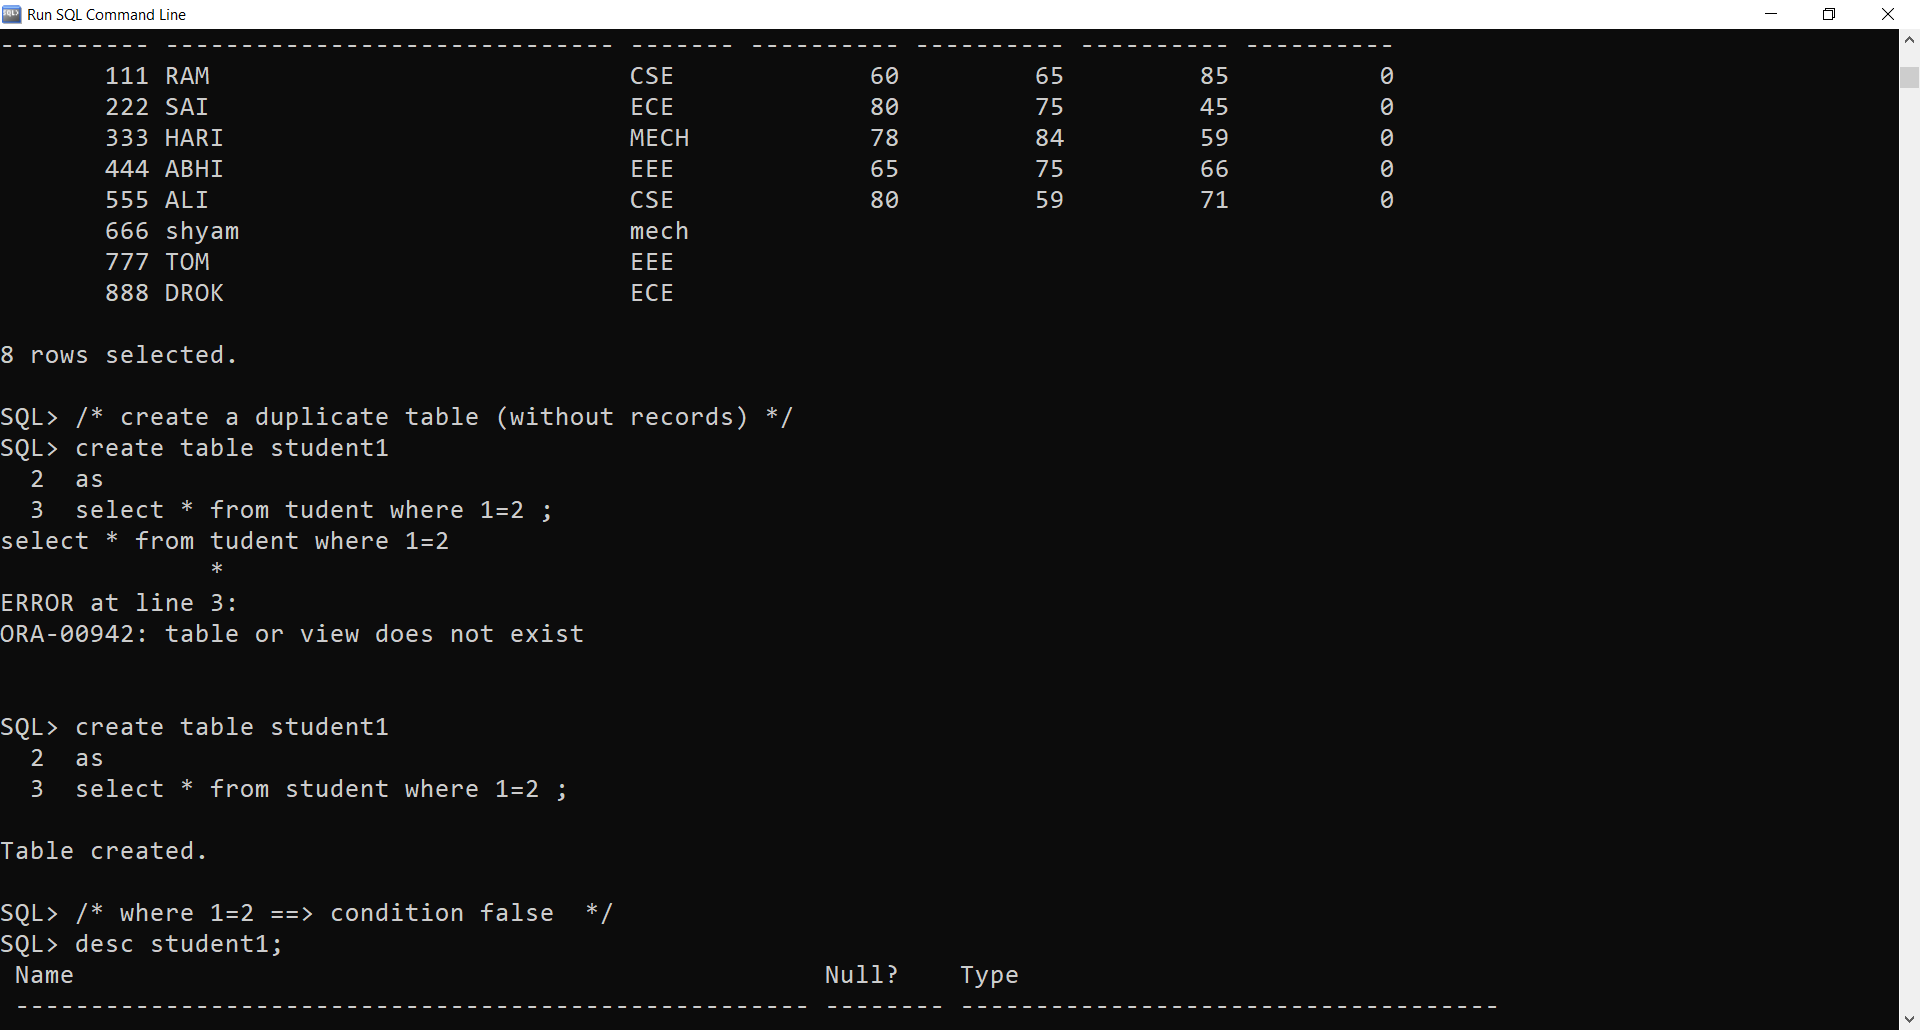 Run SQL Command Line
---------- ------------------------------ ------- ---------- ---------- ---------- ----------
       111 RAM                            CSE             60         65         85          0
       222 SAI                            ECE             80         75         45          0
       333 HARI                           MECH            78         84         59          0
       444 ABHI                           EEE             65         75         66          0
       555 ALI                            CSE             80         59         71          0
       666 shyam                          mech
       777 TOM                            EEE
       888 DROK                           ECE
8 rows selected.
SQL> /* create a duplicate table (without records) */
SQL> create table student1
  2  as
  3  select * from tudent where 1=2 ;
select * from tudent where 1=2
              *
ERROR at line 3:
ORA-00942: table or view does not exist
SQL> create table student1
  2  as
  3  select * from student where 1=2 ;
Table created.
SQL> /* where 1=2 ==> condition false  */
SQL> desc student1;
 Name                                                  Null?    Type
 ----------------------------------------------------- -------- ------------------------------------